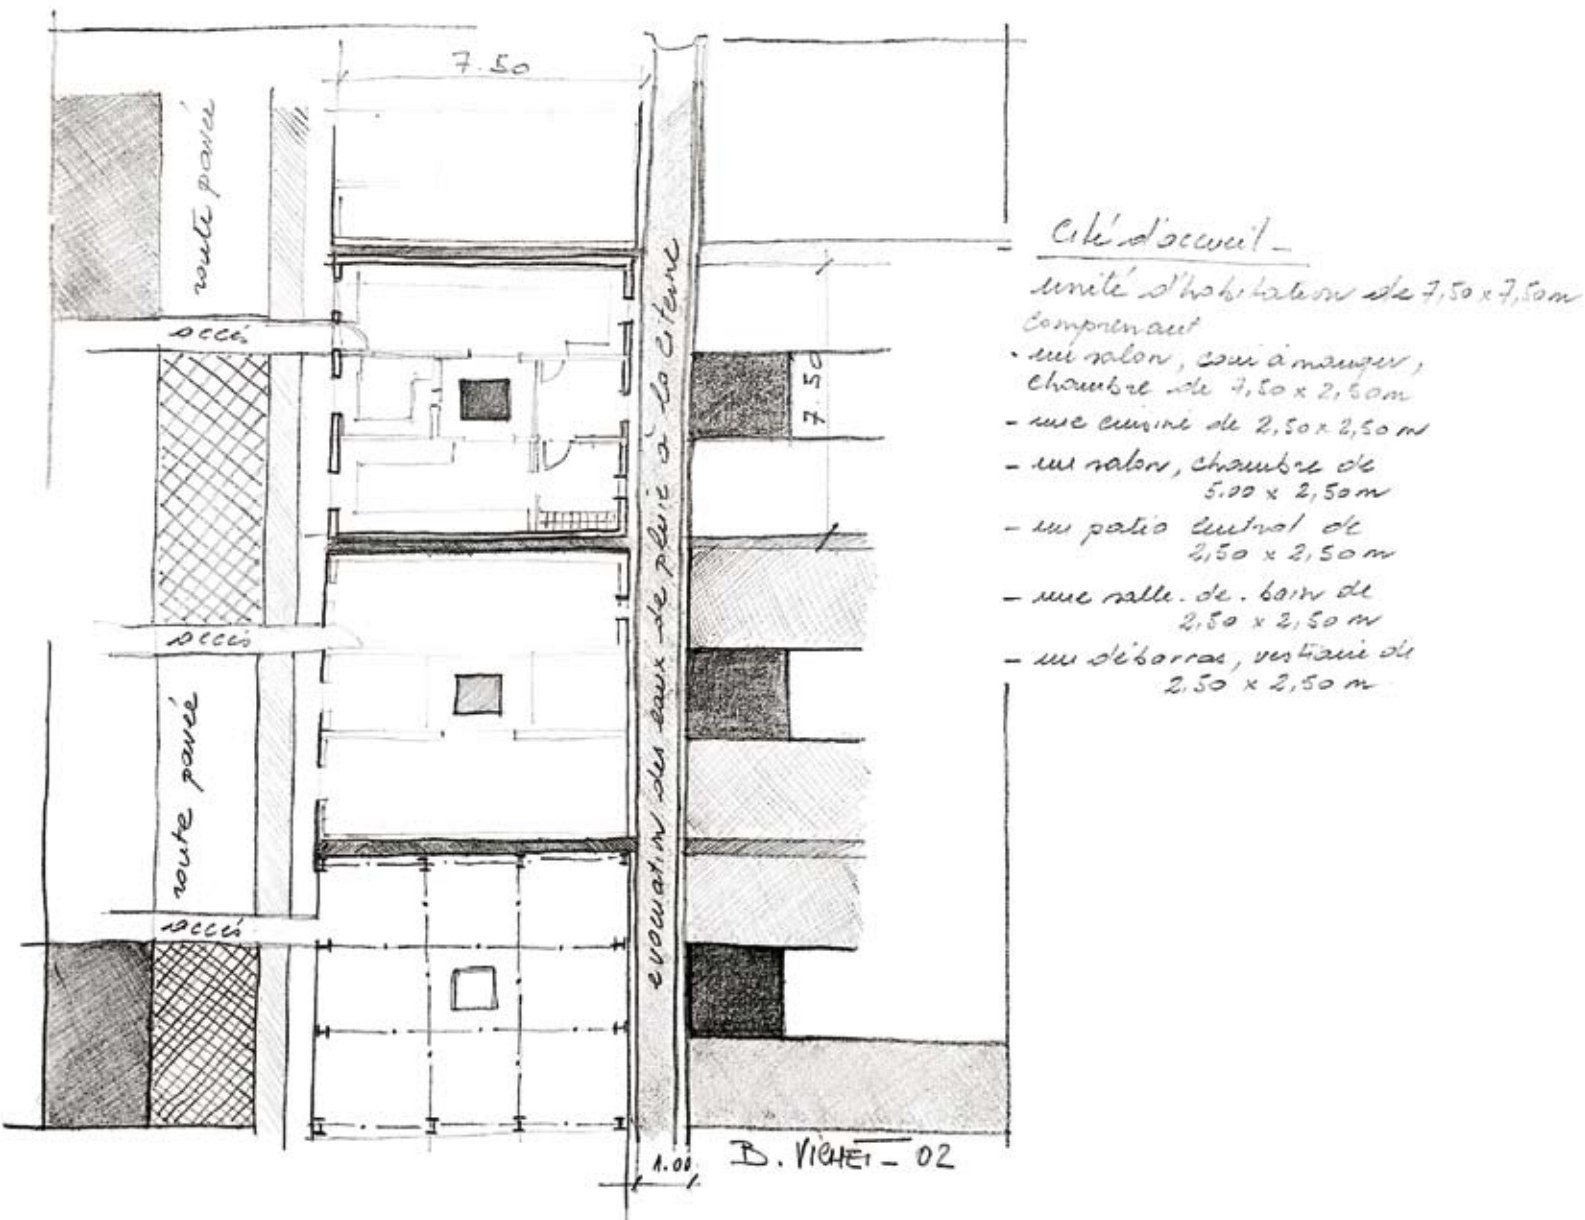 7.50
route pavée
accès
evacuation des eaux de pluie à la citerne
7.50
accès
route pavée
accès
1.00
B. VICHET - 02
Cité d'accueil -
unité d'habitation de 7,50 x 7,50m
comprenant
- un salon, coin à manger,
chambre de 7,50 x 2,50m
- une cuisine de 2,50 x 2,50 m
- un salon, chambre de
5.00 x 2,50m
- un patio central de
2,50 x 2,50 m
- une salle.de.bain de
2,50 x 2,50 m
- un débarras, vestiaire de
2.50 x 2,50 m